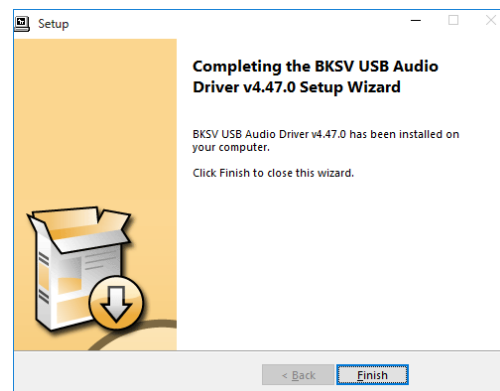 Setup
Completing the BKSV USB Audio
Driver v4.47.0 Setup Wizard
BKSV USB Audio Driver v4.47.0 has been installed on
your computer.
Click Finish to close this wizard.
< Back
Finish